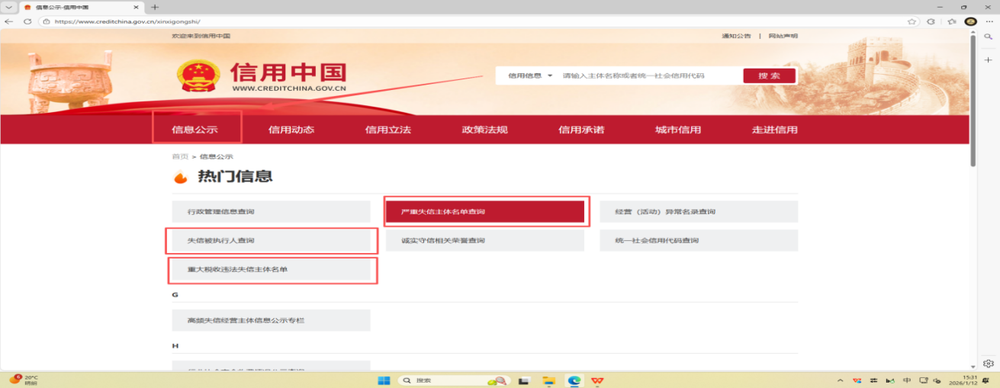 信息公示-信用中国
https://www.creditchina.gov.cn/xinxigongshi/
欢迎来到信用中国
通知公告 | 网站声明
信用中国
WWW.CREDITCHINA.GOV.CN
信用信息 请输入主体名称或者统一社会信用代码 搜索
信息公示 信用动态 信用立法 政策法规 信用承诺 城市信用 走进信用
首页 > 信息公示
热门信息
行政管理信息查询 严重失信主体名单查询 经营（活动）异常名录查询
失信被执行人查询 诚实守信相关荣誉查询 统一社会信用代码查询
重大税收违法失信主体名单
G
高频失信经营主体信息公示专栏
H
6
20°C
晴朗
搜索
中
15:31
2026/1/12